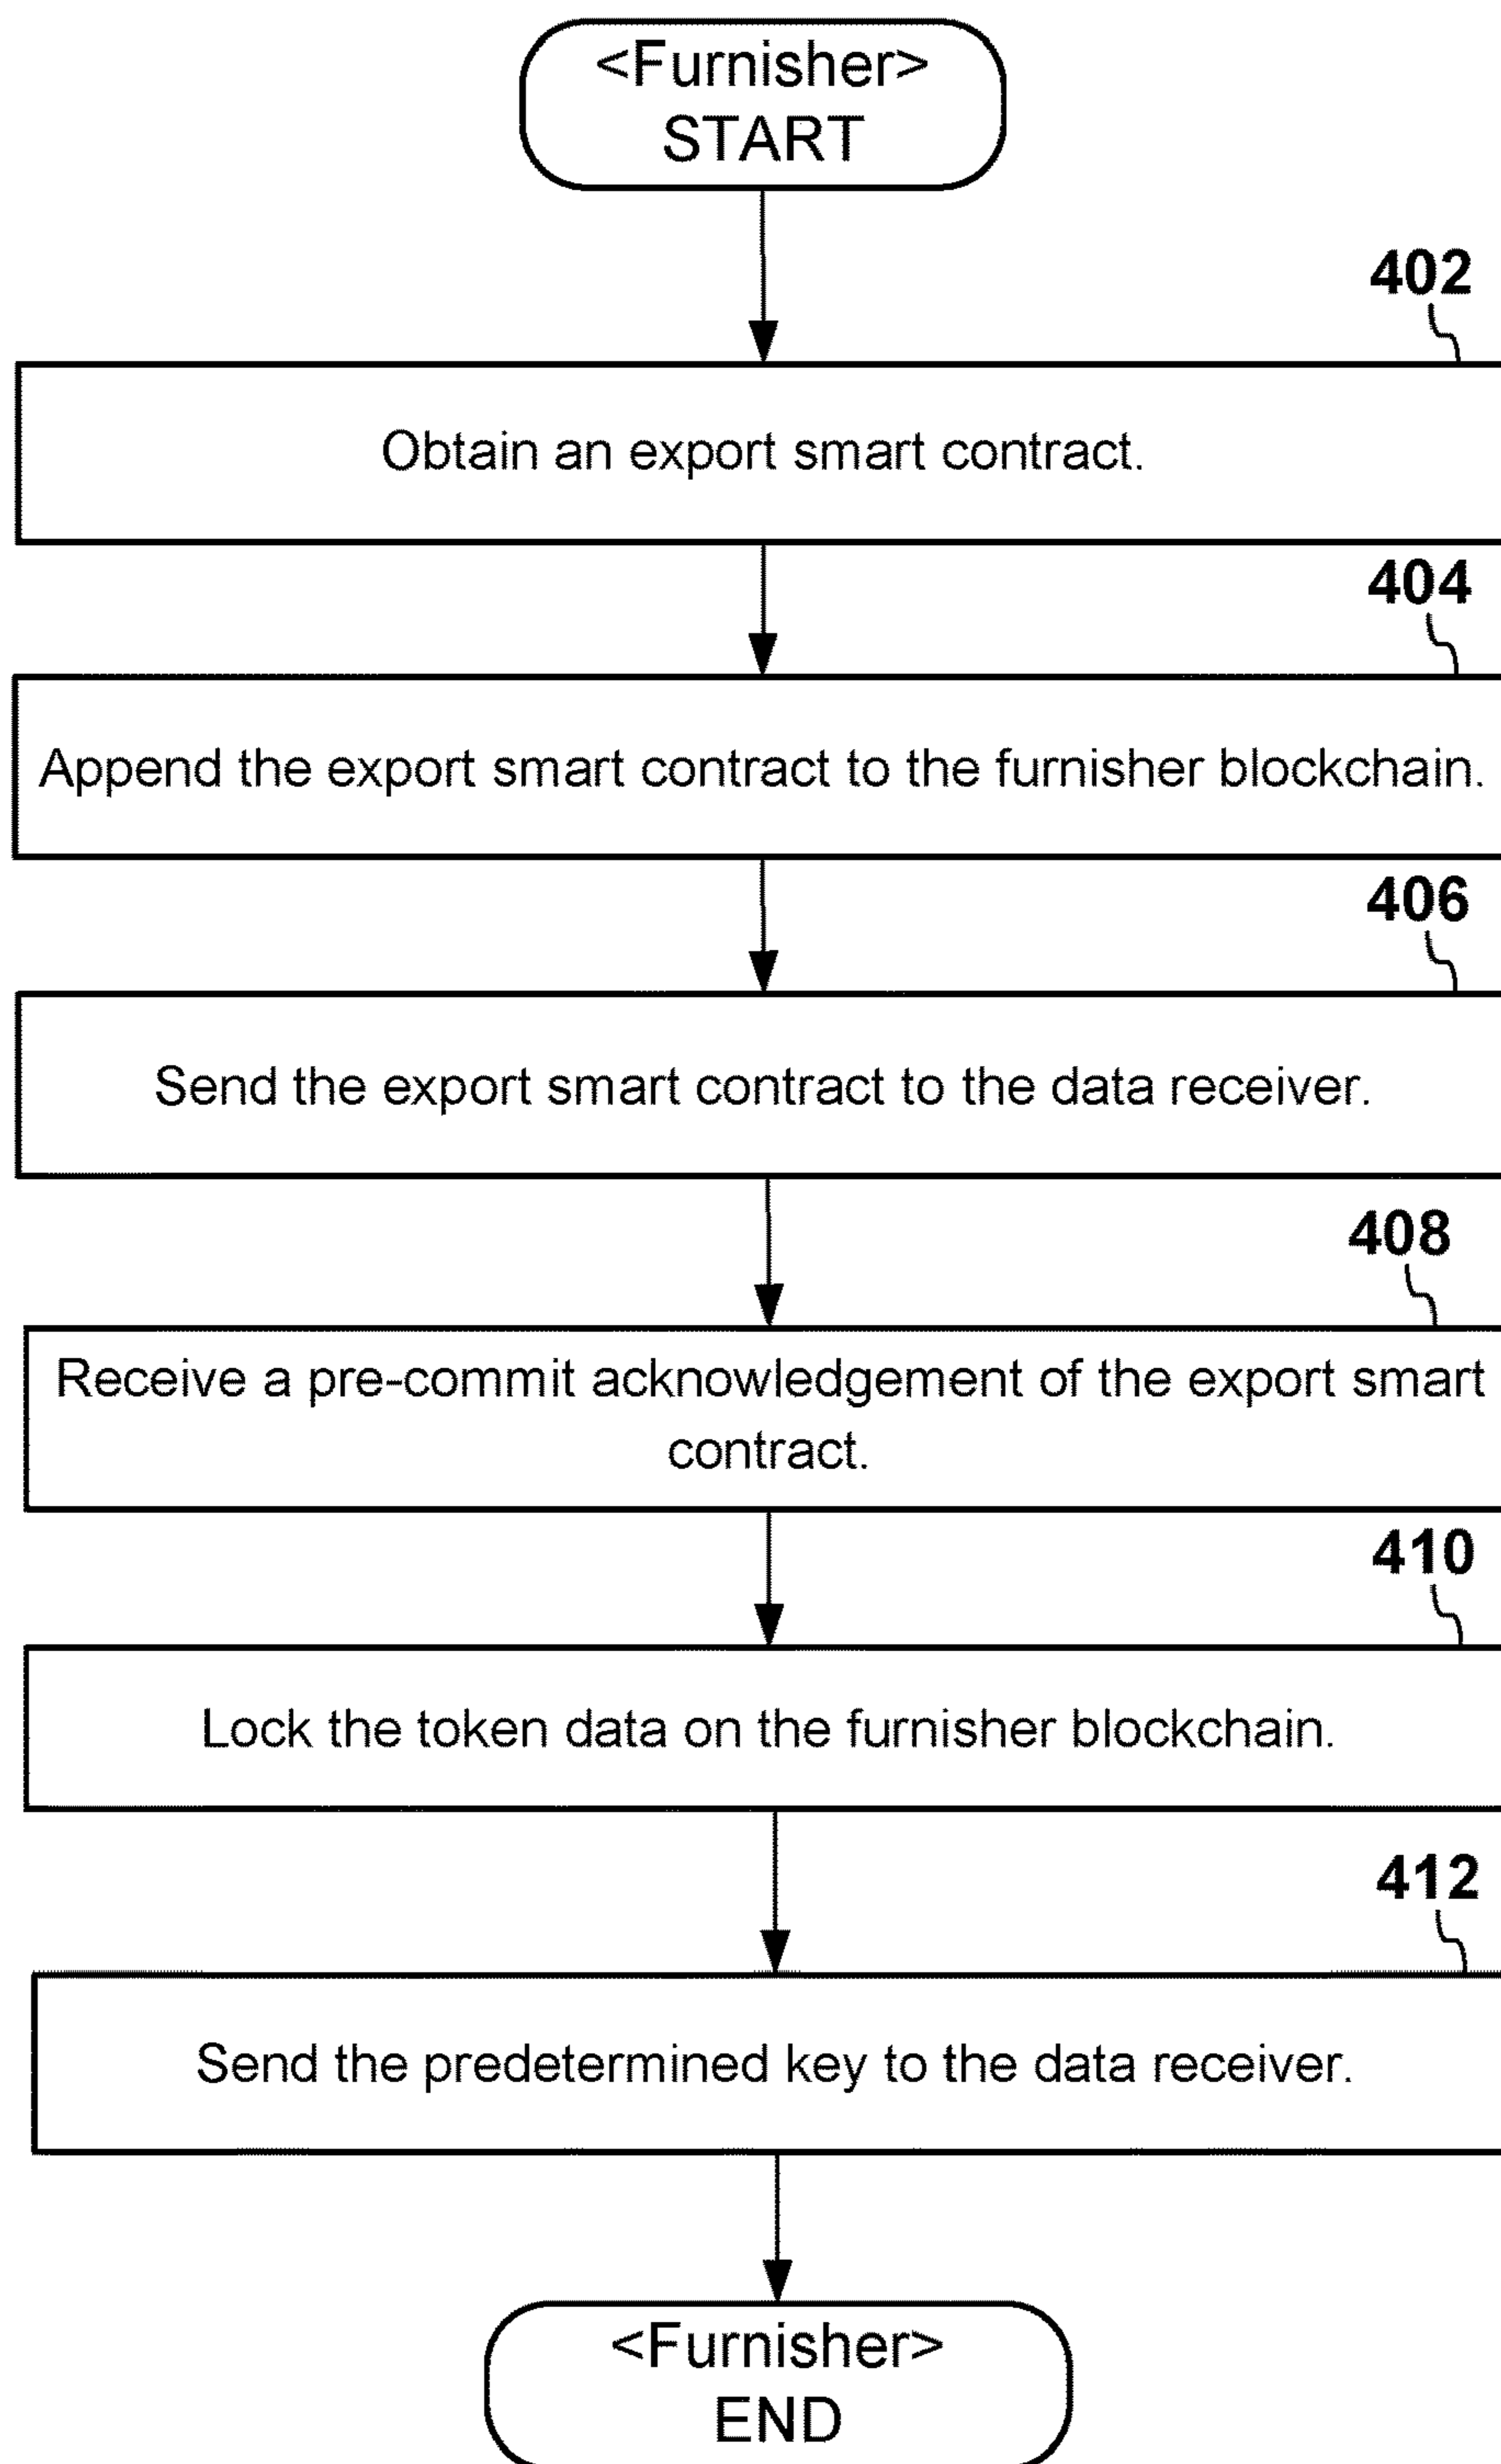 <Furnisher>
START
402
Obtain an export smart contract.
404
Append the export smart contract to the furnisher blockchain.
406
Send the export smart contract to the data receiver.
408
Receive a pre-commit acknowledgement of the export smart
contract.
410
Lock the token data on the furnisher blockchain.
412
Send the predetermined key to the data receiver.
<Furnisher>
END